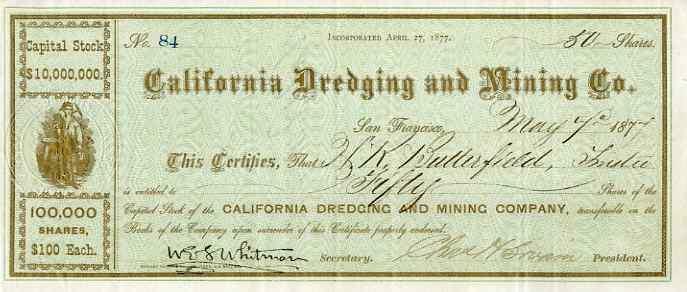 Capital Stock
$10,000,000.
100,000
SHARES,
$100 Each.
No. 84 INCORPORATED APRIL 27, 1877. 50 Shares.
California Dredging and Mining Co.
San Francisco, May 7th 187
This Certifies, That W. K. Butterfield, Trustee
is entitled to Fifty Shares of the
Capital Stock of the CALIFORNIA DREDGING AND MINING COMPANY, transferable on the
Books of the Company upon surrender of this Certificate properly endorsed.
W. E. S. Whitman Secretary. President.